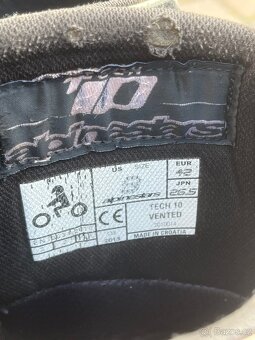 TECH
10
alpinestars
US
EUR
42
JPN
26.5
alpinestars
CE
TECH 10
VENTED
2015
MADE IN CROATIA